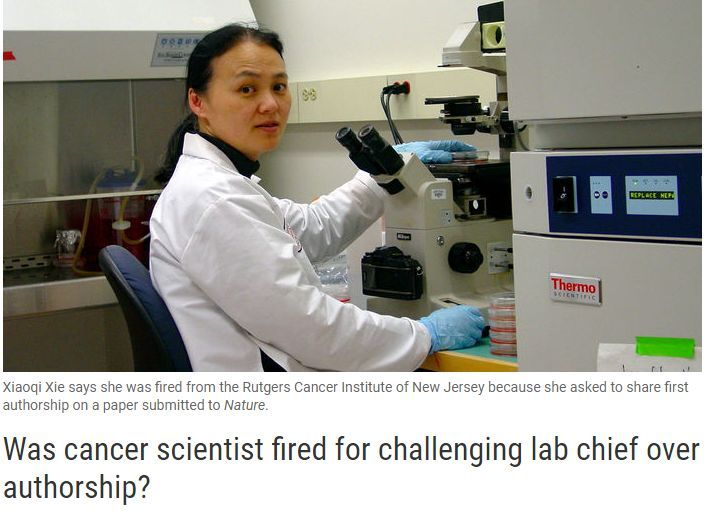 REPLACE HEPA
Nikon
Thermo
SCIENTIFIC
Xiaoqi Xie says she was fired from the Rutgers Cancer Institute of New Jersey because she asked to share first
authorship on a paper submitted to Nature.
Was cancer scientist fired for challenging lab chief over
authorship?